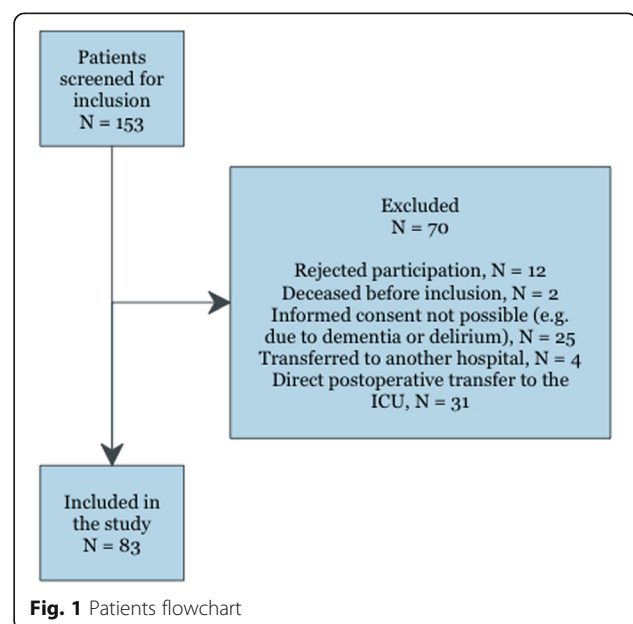 Patients
screened for
inclusion
N = 153
Excluded
N = 70
Rejected participation, N = 12
Deceased before inclusion, N = 2
Informed consent not possible (e.g.
due to dementia or delirium), N = 25
Transferred to another hospital, N = 4
Direct postoperative transfer to the
ICU, N = 31
Included in
the study
N = 83
Fig. 1 Patients flowchart